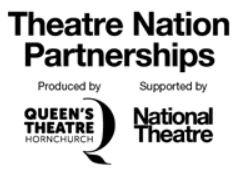 Theatre Nation
Partnerships
Produced by
Supported by
QUEEN'S
THEATRE
HORNCHURCH
National
Theatre